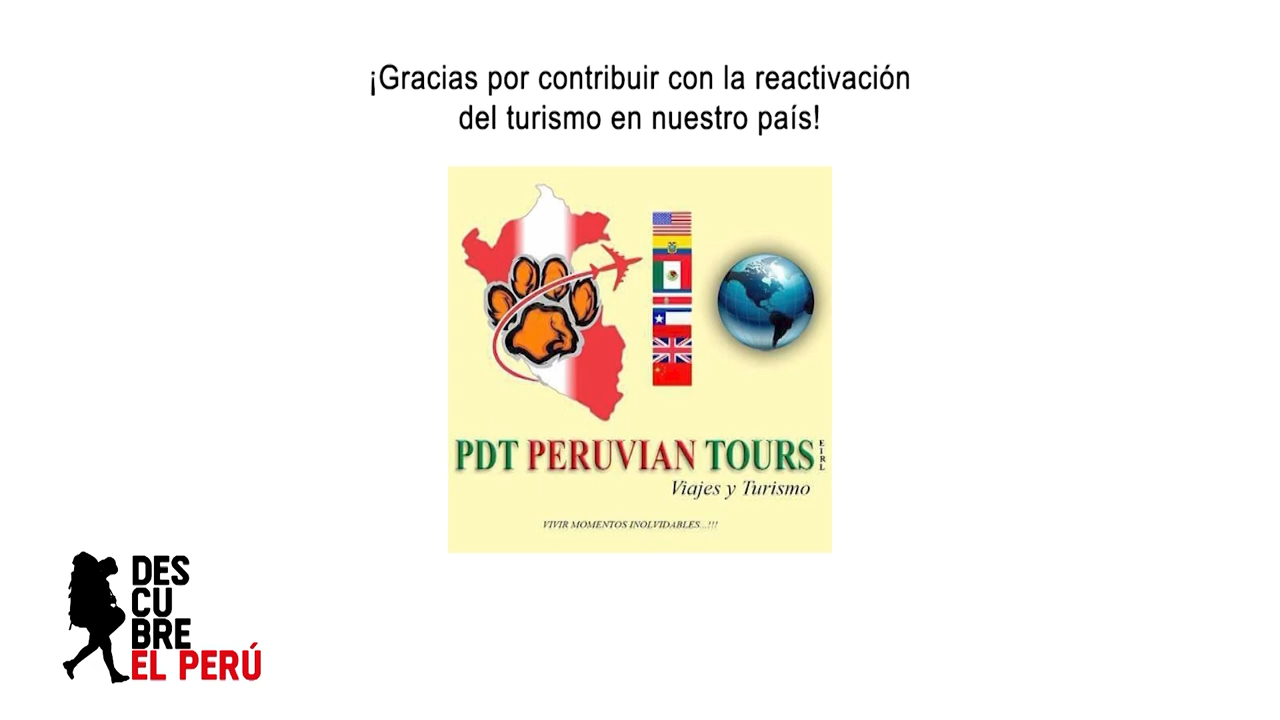 ¡Gracias por contribuir con la reactivación
del turismo en nuestro país!
PDT PERUVIAN TOURS EIRL
Viajes y Turismo
VIVIR MOMENTOS INOLVIDABLES...!!!
DES
CU
BRE
EL PERÚ